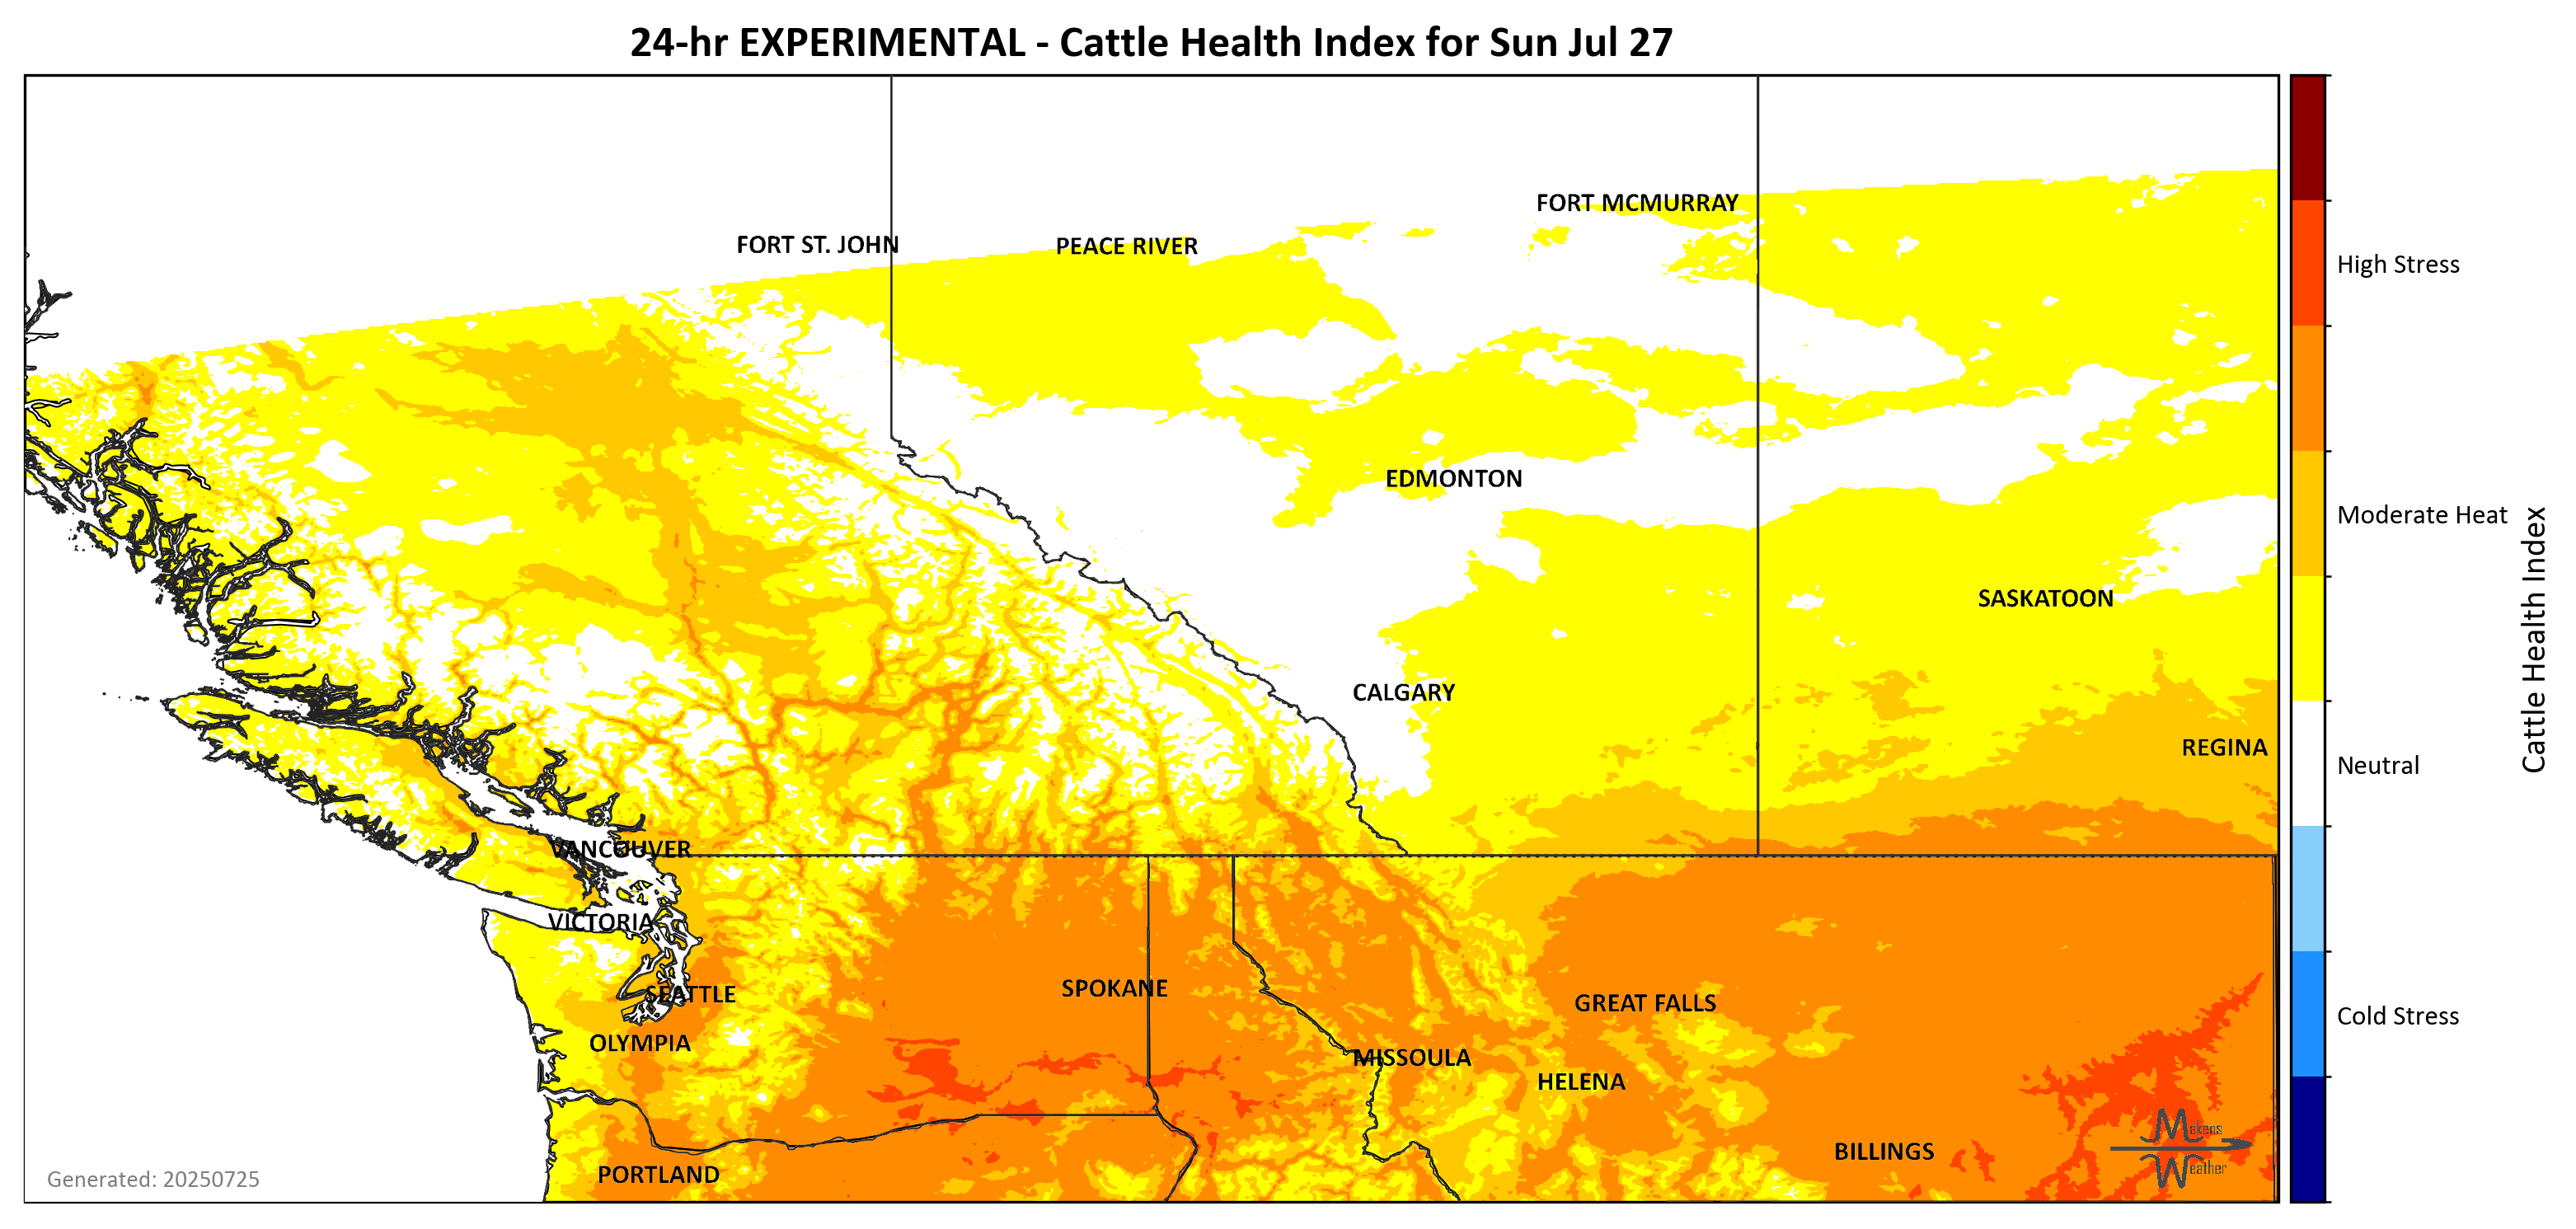 24-hr EXPERIMENTAL - Cattle Health Index for Sun Jul 27
FORT MCMURRAY
FORT ST. JOHN
PEACE RIVER
High Stress
EDMONTON
Moderate Heat
SASKATOON
Cattle Health Index
CALGARY
REGINA
Neutral
VANCOUVER
VICTORIA
SPOKANE
SEATTLE
GREAT FALLS
Cold Stress
OLYMPIA
MISSOULA
HELENA
Makens
Weather
BILLINGS
PORTLAND
Generated: 20250725